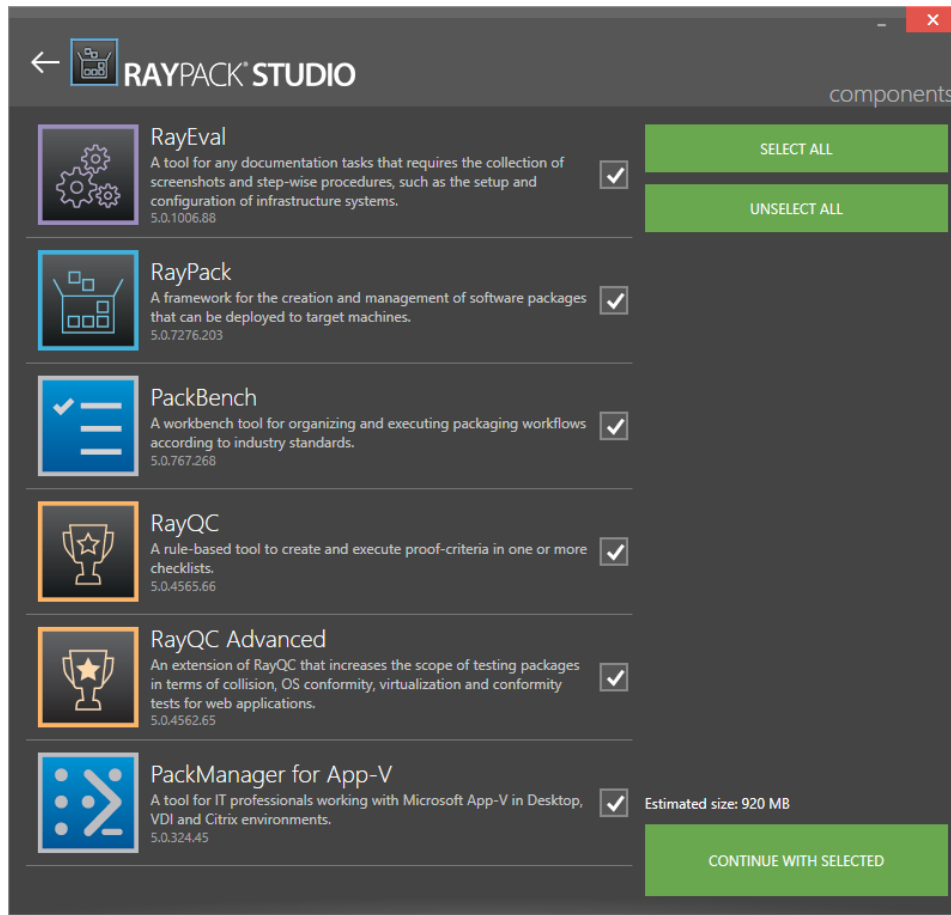 RAYPACK® STUDIO
components
RayEval
A tool for any documentation tasks that requires the collection of
screenshots and step-wise procedures, such as the setup and
configuration of infrastructure systems.
5.0.1006.88
RayPack
A framework for the creation and management of software packages
that can be deployed to target machines.
5.0.7276.203
PackBench
A workbench tool for organizing and executing packaging workflows
according to industry standards.
5.0.767.268
RayQC
A rule-based tool to create and execute proof-criteria in one or more
checklists.
5.0.4565.66
RayQC Advanced
An extension of RayQC that increases the scope of testing packages
in terms of collision, OS conformity, virtualization and conformity
tests for web applications.
5.0.4562.65
PackManager for App-V
A tool for IT professionals working with Microsoft App-V in Desktop,
VDI and Citrix environments.
5.0.324.45
SELECT ALL
UNSELECT ALL
Estimated size: 920 MB
CONTINUE WITH SELECTED